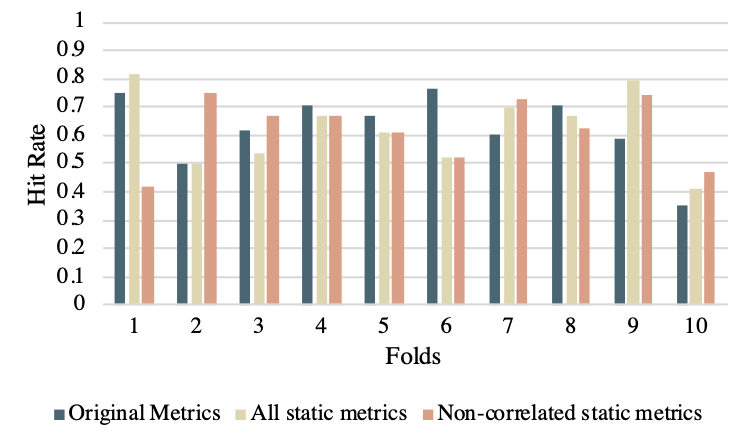 1
0.9
0.8
0.7
0.6
0.5
0.4
0.3
0.2
0.1
0
Hit Rate
1 2 3 4 5 6 7 8 9 10
Folds
Original Metrics All static metrics Non-correlated static metrics